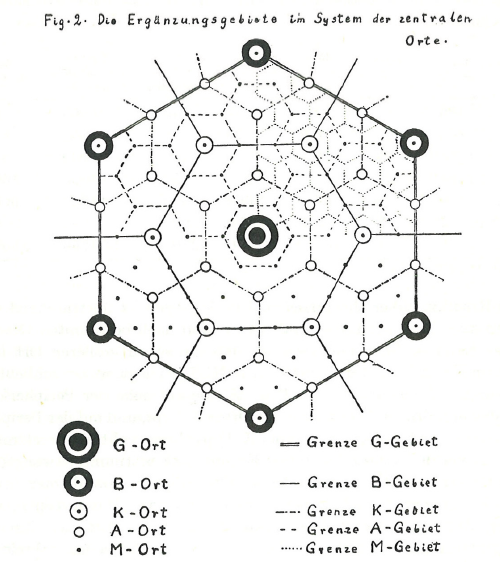 Fig.2. Die Ergänzungsgebiete im System der zentralen
Orte.
G-Ort
B-Ort
K-Ort
A-Ort
M-Ort
Grenze G-Gebiet
Grenze B-Gebiet
Grenze K-Gebiet
Grenze A-Gebiet
Grenze M-Gebiet